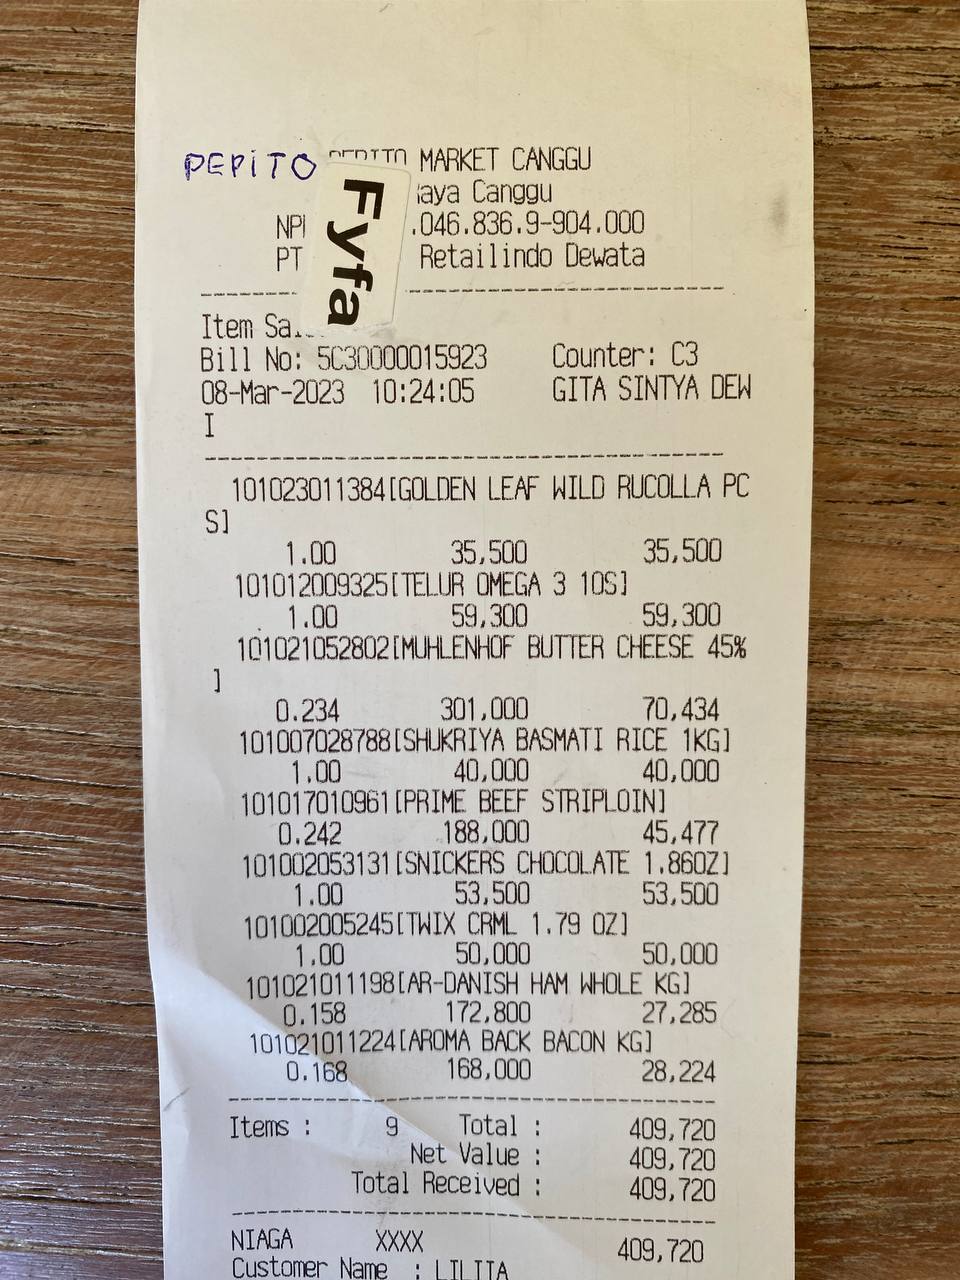 PEPITO PEPITO MARKET CANGGU
aya Canggu
NP .046.836.9-904.000
PT Retailindo Dewata
Fyfa
Item Sa
Bill No: 5C30000015923 Counter: C3
08-Mar-2023 10:24:05 GITA SINTYA DEW
I
101023011384[GOLDEN LEAF WILD RUCOLLA PC
S]
1.00 35,500 35,500
101012009325[TELUR OMEGA 3 10S]
1.00 59,300 59,300
101021052802[MUHLENHOF BUTTER CHEESE 45%
]
0.234 301,000 70,434
101007028788[SHUKRIYA BASMATI RICE 1KG]
1.00 40,000 40,000
101017010961[PRIME BEEF STRIPLOIN]
0.242 188,000 45,477
101002053131[SNICKERS CHOCOLATE 1.86OZ]
1.00 53,500 53,500
101002005245[TWIX CRML 1.79 OZ]
1.00 50,000 50,000
101021011198[AR-DANISH HAM WHOLE KG]
0.158 172,800 27,285
101021011224[AROMA BACK BACON KG]
0.168 168,000 28,224
Items : 9 Total : 409,720
Net Value : 409,720
Total Received : 409,720
NIAGA XXXX 409,720
Customer Name : LILITA